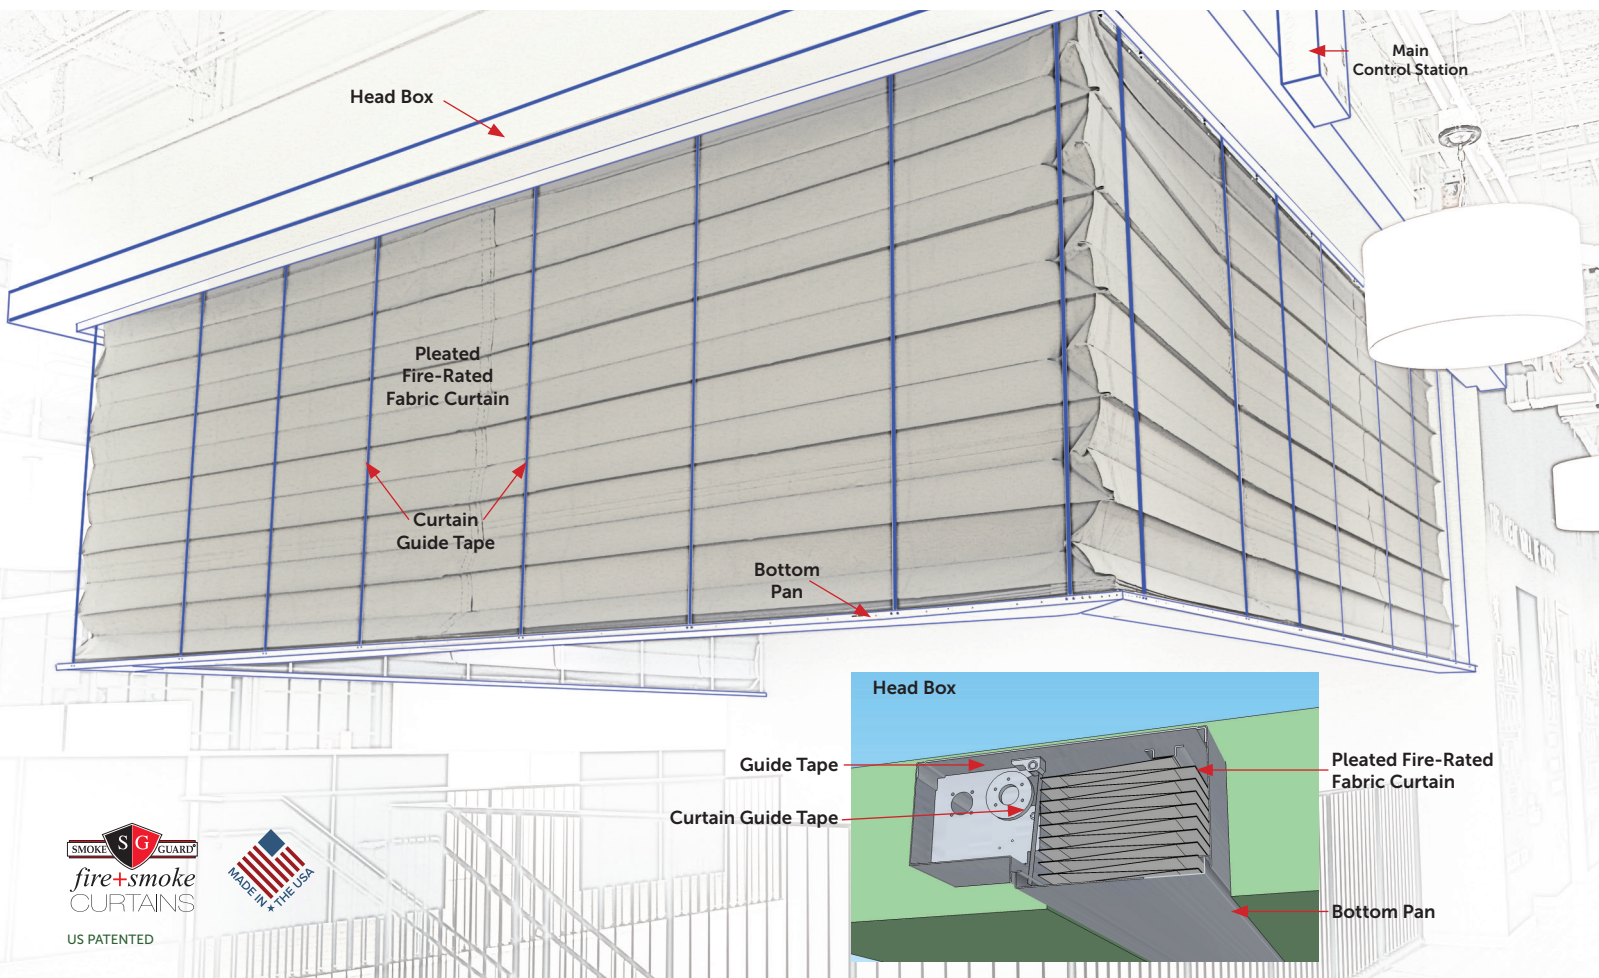 Main
Control Station
Head Box
Pleated
Fire-Rated
Fabric Curtain
Curtain
Guide Tape
Bottom
Pan
Head Box
Guide Tape
Curtain Guide Tape
Pleated Fire-Rated
Fabric Curtain
Bottom Pan
SMOKE SG GUARD®
fire+smoke
CURTAINS
MADE IN ★ THE USA
US PATENTED